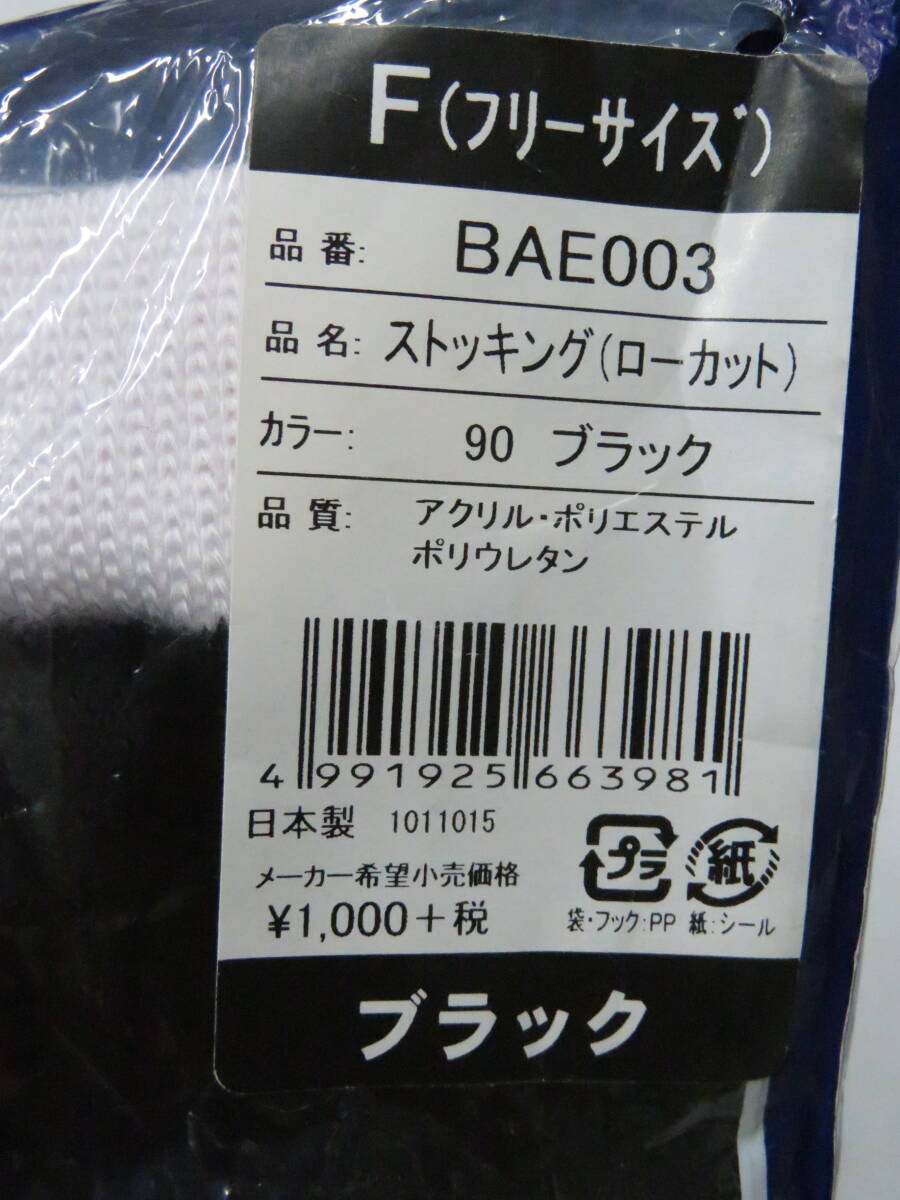 F(フリーサイズ)
品番: BAE003
品名: ストッキング(ローカット)
カラー: 90 ブラック
品質: アクリル・ポリエステル
ポリウレタン
4 991925 663981
日本製 1011015
メーカー希望小売価格
¥1,000+税
プラ 紙
袋・フック:PP 紙:シール
ブラック